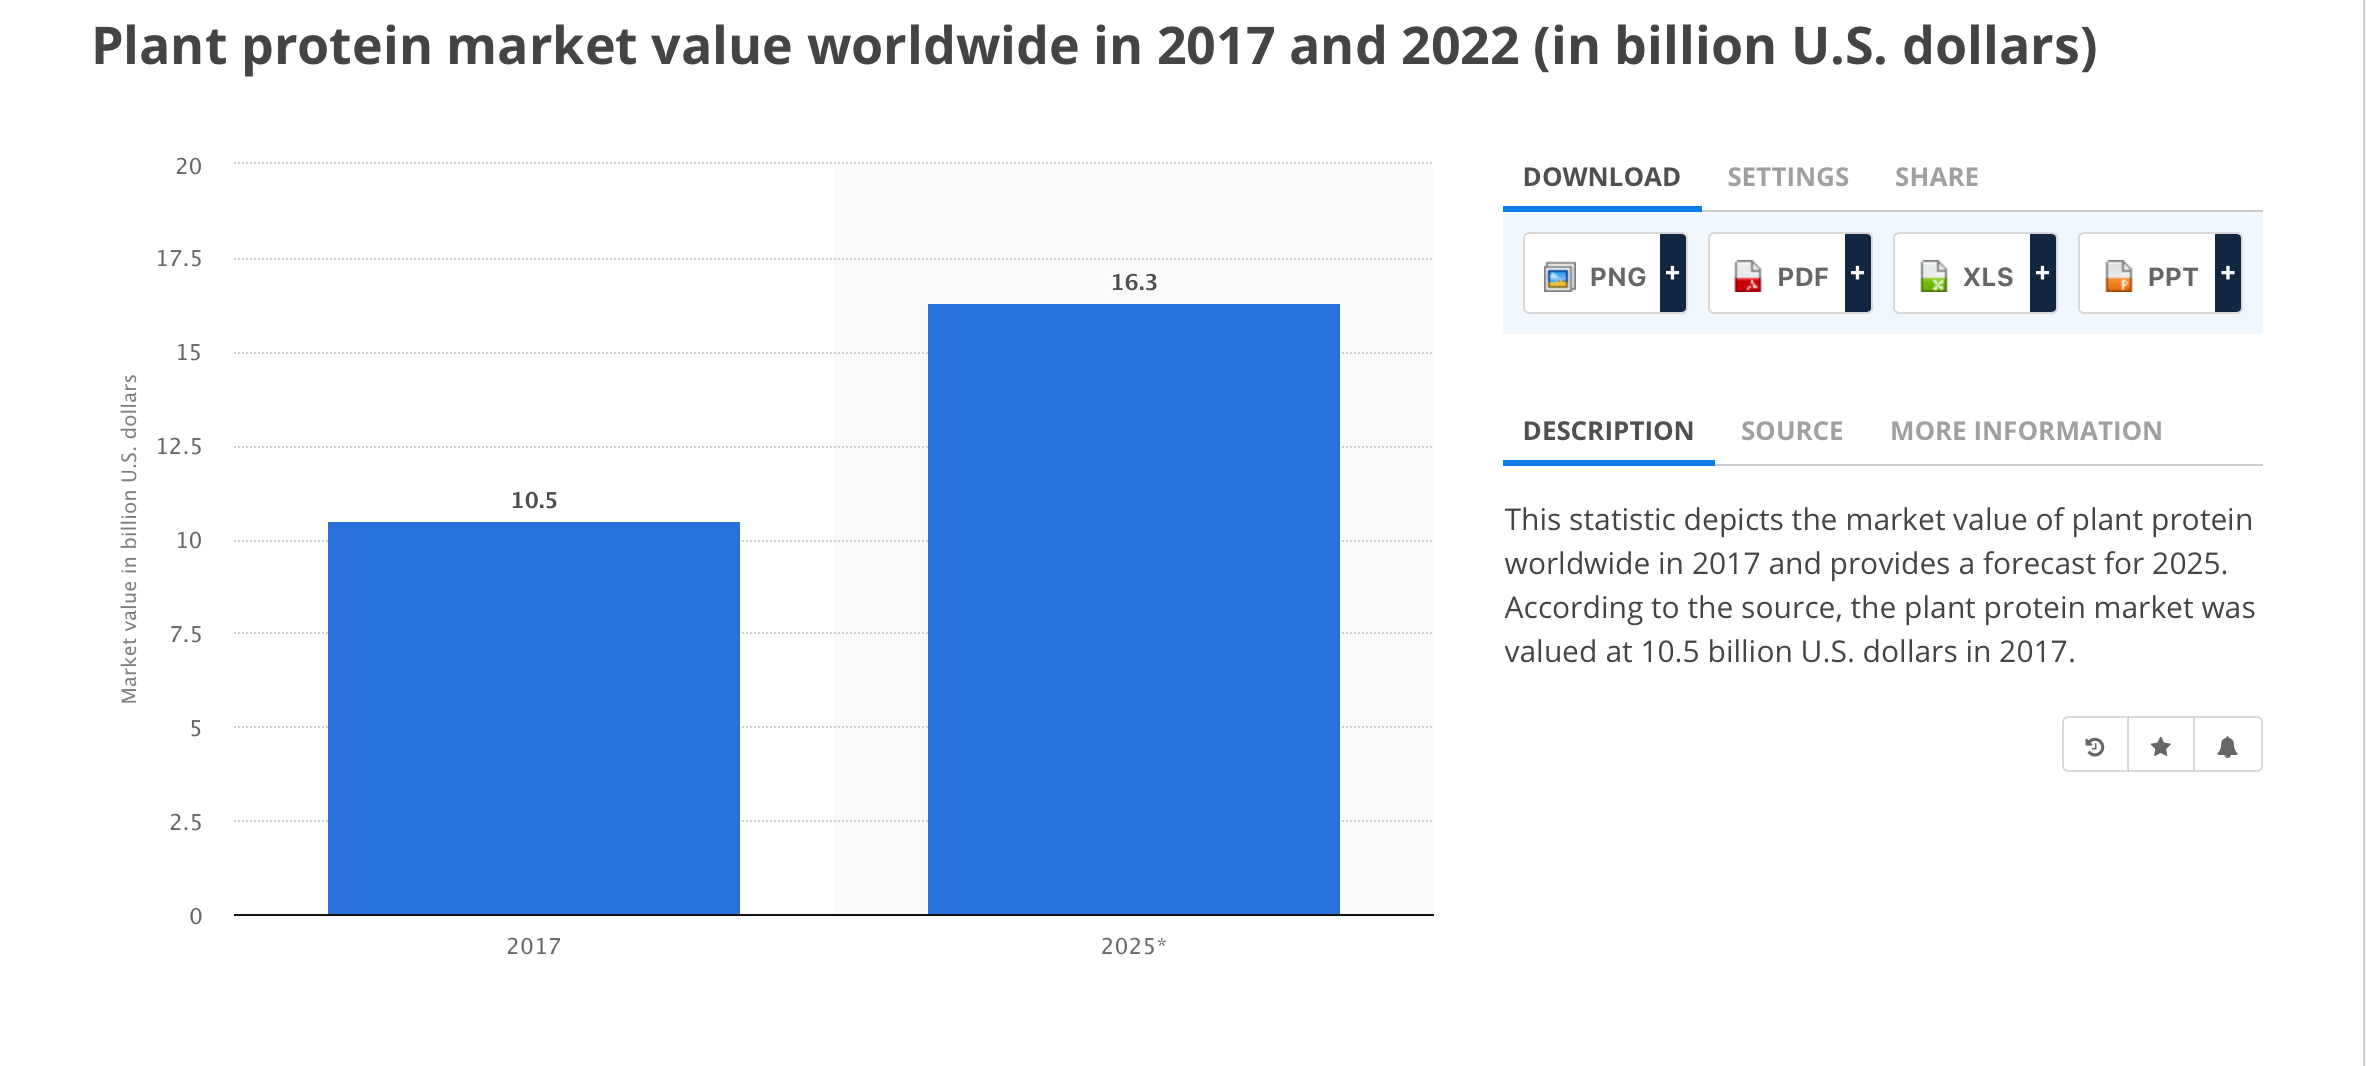 Plant protein market value worldwide in 2017 and 2022 (in billion U.S. dollars)
Market value in billion U.S. dollars
20
17.5
15
12.5
10
7.5
5
2.5
0
10.5
16.3
2017
2025*
DOWNLOAD SETTINGS SHARE
PNG + PDF + XLS + PPT +
DESCRIPTION SOURCE MORE INFORMATION
This statistic depicts the market value of plant protein
worldwide in 2017 and provides a forecast for 2025.
According to the source, the plant protein market was
valued at 10.5 billion U.S. dollars in 2017.